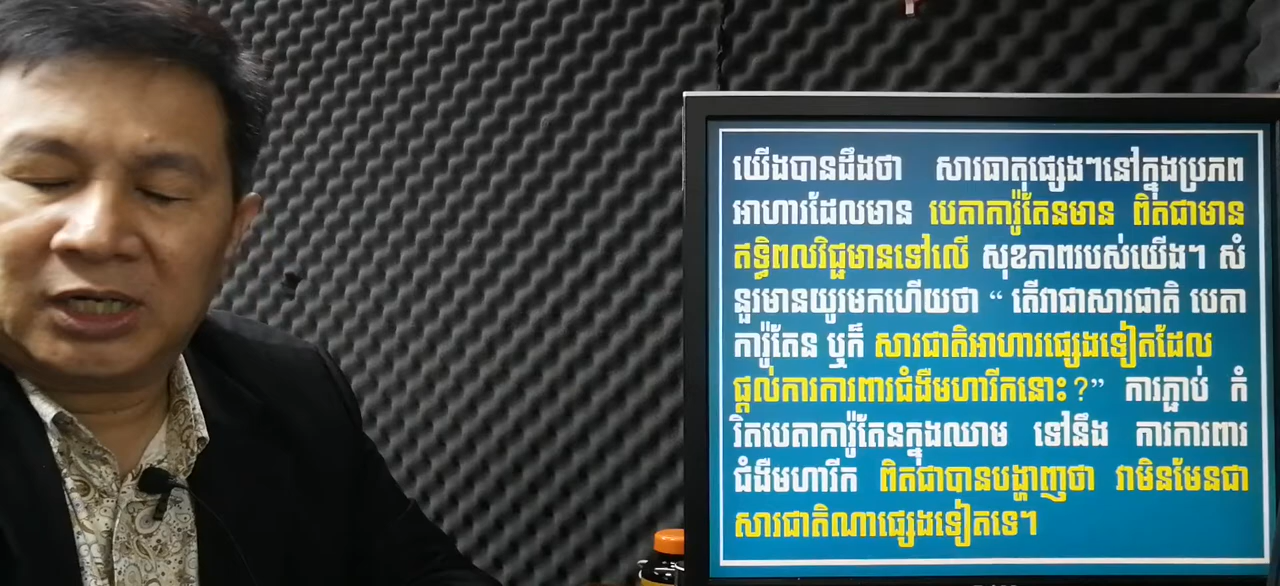 យើងបានដឹងថា សារធាតុផ្សេងៗនៅក្នុងប្រភព
អាហារដែលមាន បេតាការ៉ូតែនមាន ពិតជាមាន
ឥទ្ធិពលវិជ្ជមានទៅលើ សុខភាពរបស់យើង។ សំ
នួរមានយូរមកហើយថា “ តើវាជាសារជាតិ បេតា
ការ៉ូតែន ឬក៏ សារជាតិអាហារផ្សេងទៀតដែល
ផ្តល់ការការពារជំងឺមហារីកនោះ?” ការភ្ជាប់ កំ
រិតបេតាការ៉ូតែនក្នុងឈាម ទៅនឹង ការការពារ
ជំងឺមហារីក ពិតជាបានបង្ហាញថា វាមិនមែនជា
សារជាតិណាផ្សេងទៀតទេ។